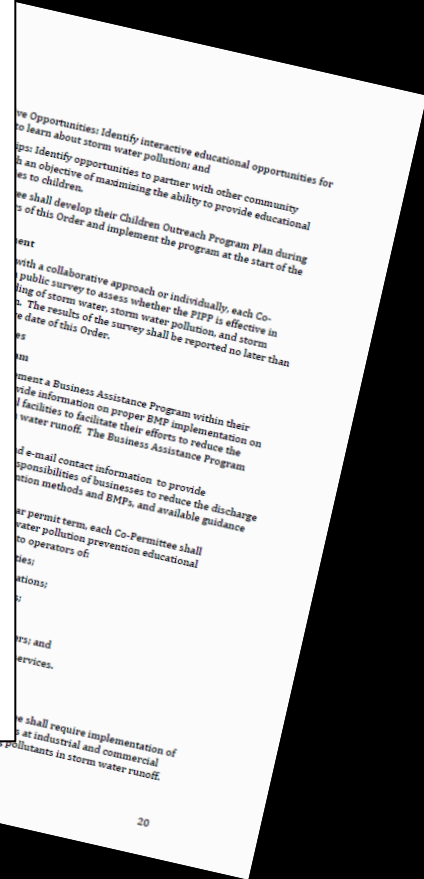 ve Opportunities: Identify interactive educational opportunities for
to learn about storm water pollution; and
ips: Identify opportunities to partner with other community
h an objective of maximizing the ability to provide educational
es to children.
ee shall develop their Children Outreach Program Plan during
rs of this Order and implement the program at the start of the
ent
with a collaborative approach or individually, each Co-
public survey to assess whether the PIPP is effective in
ling of storm water, storm water pollution, and storm
n. The results of the survey shall be reported no later than
e date of this Order.
es
am
ement a Business Assistance Program within their
vide information on proper BMP implementation on
l facilities to facilitate their efforts to reduce the
water runoff. The Business Assistance Program
nd e-mail contact information to provide
sponsibilities of businesses to reduce the discharge
ntion methods and BMPs, and available guidance
ar permit term, each Co-Permittee shall
water pollution prevention educational
to operators of:
ties;
ations;
s;
ors; and
services.
ee shall require implementation of
s at industrial and commercial
pollutants in storm water runoff.
20